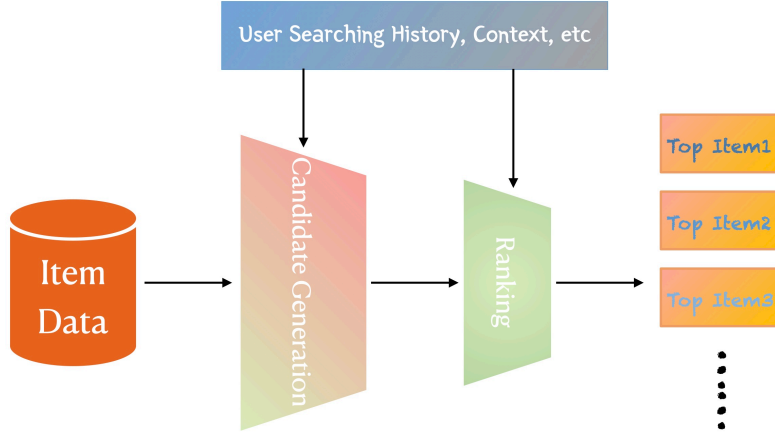 User Searching History, Context, etc
Candidate Generation
Ranking
Item
Data
Top Item1
Top Item2
Top Item3